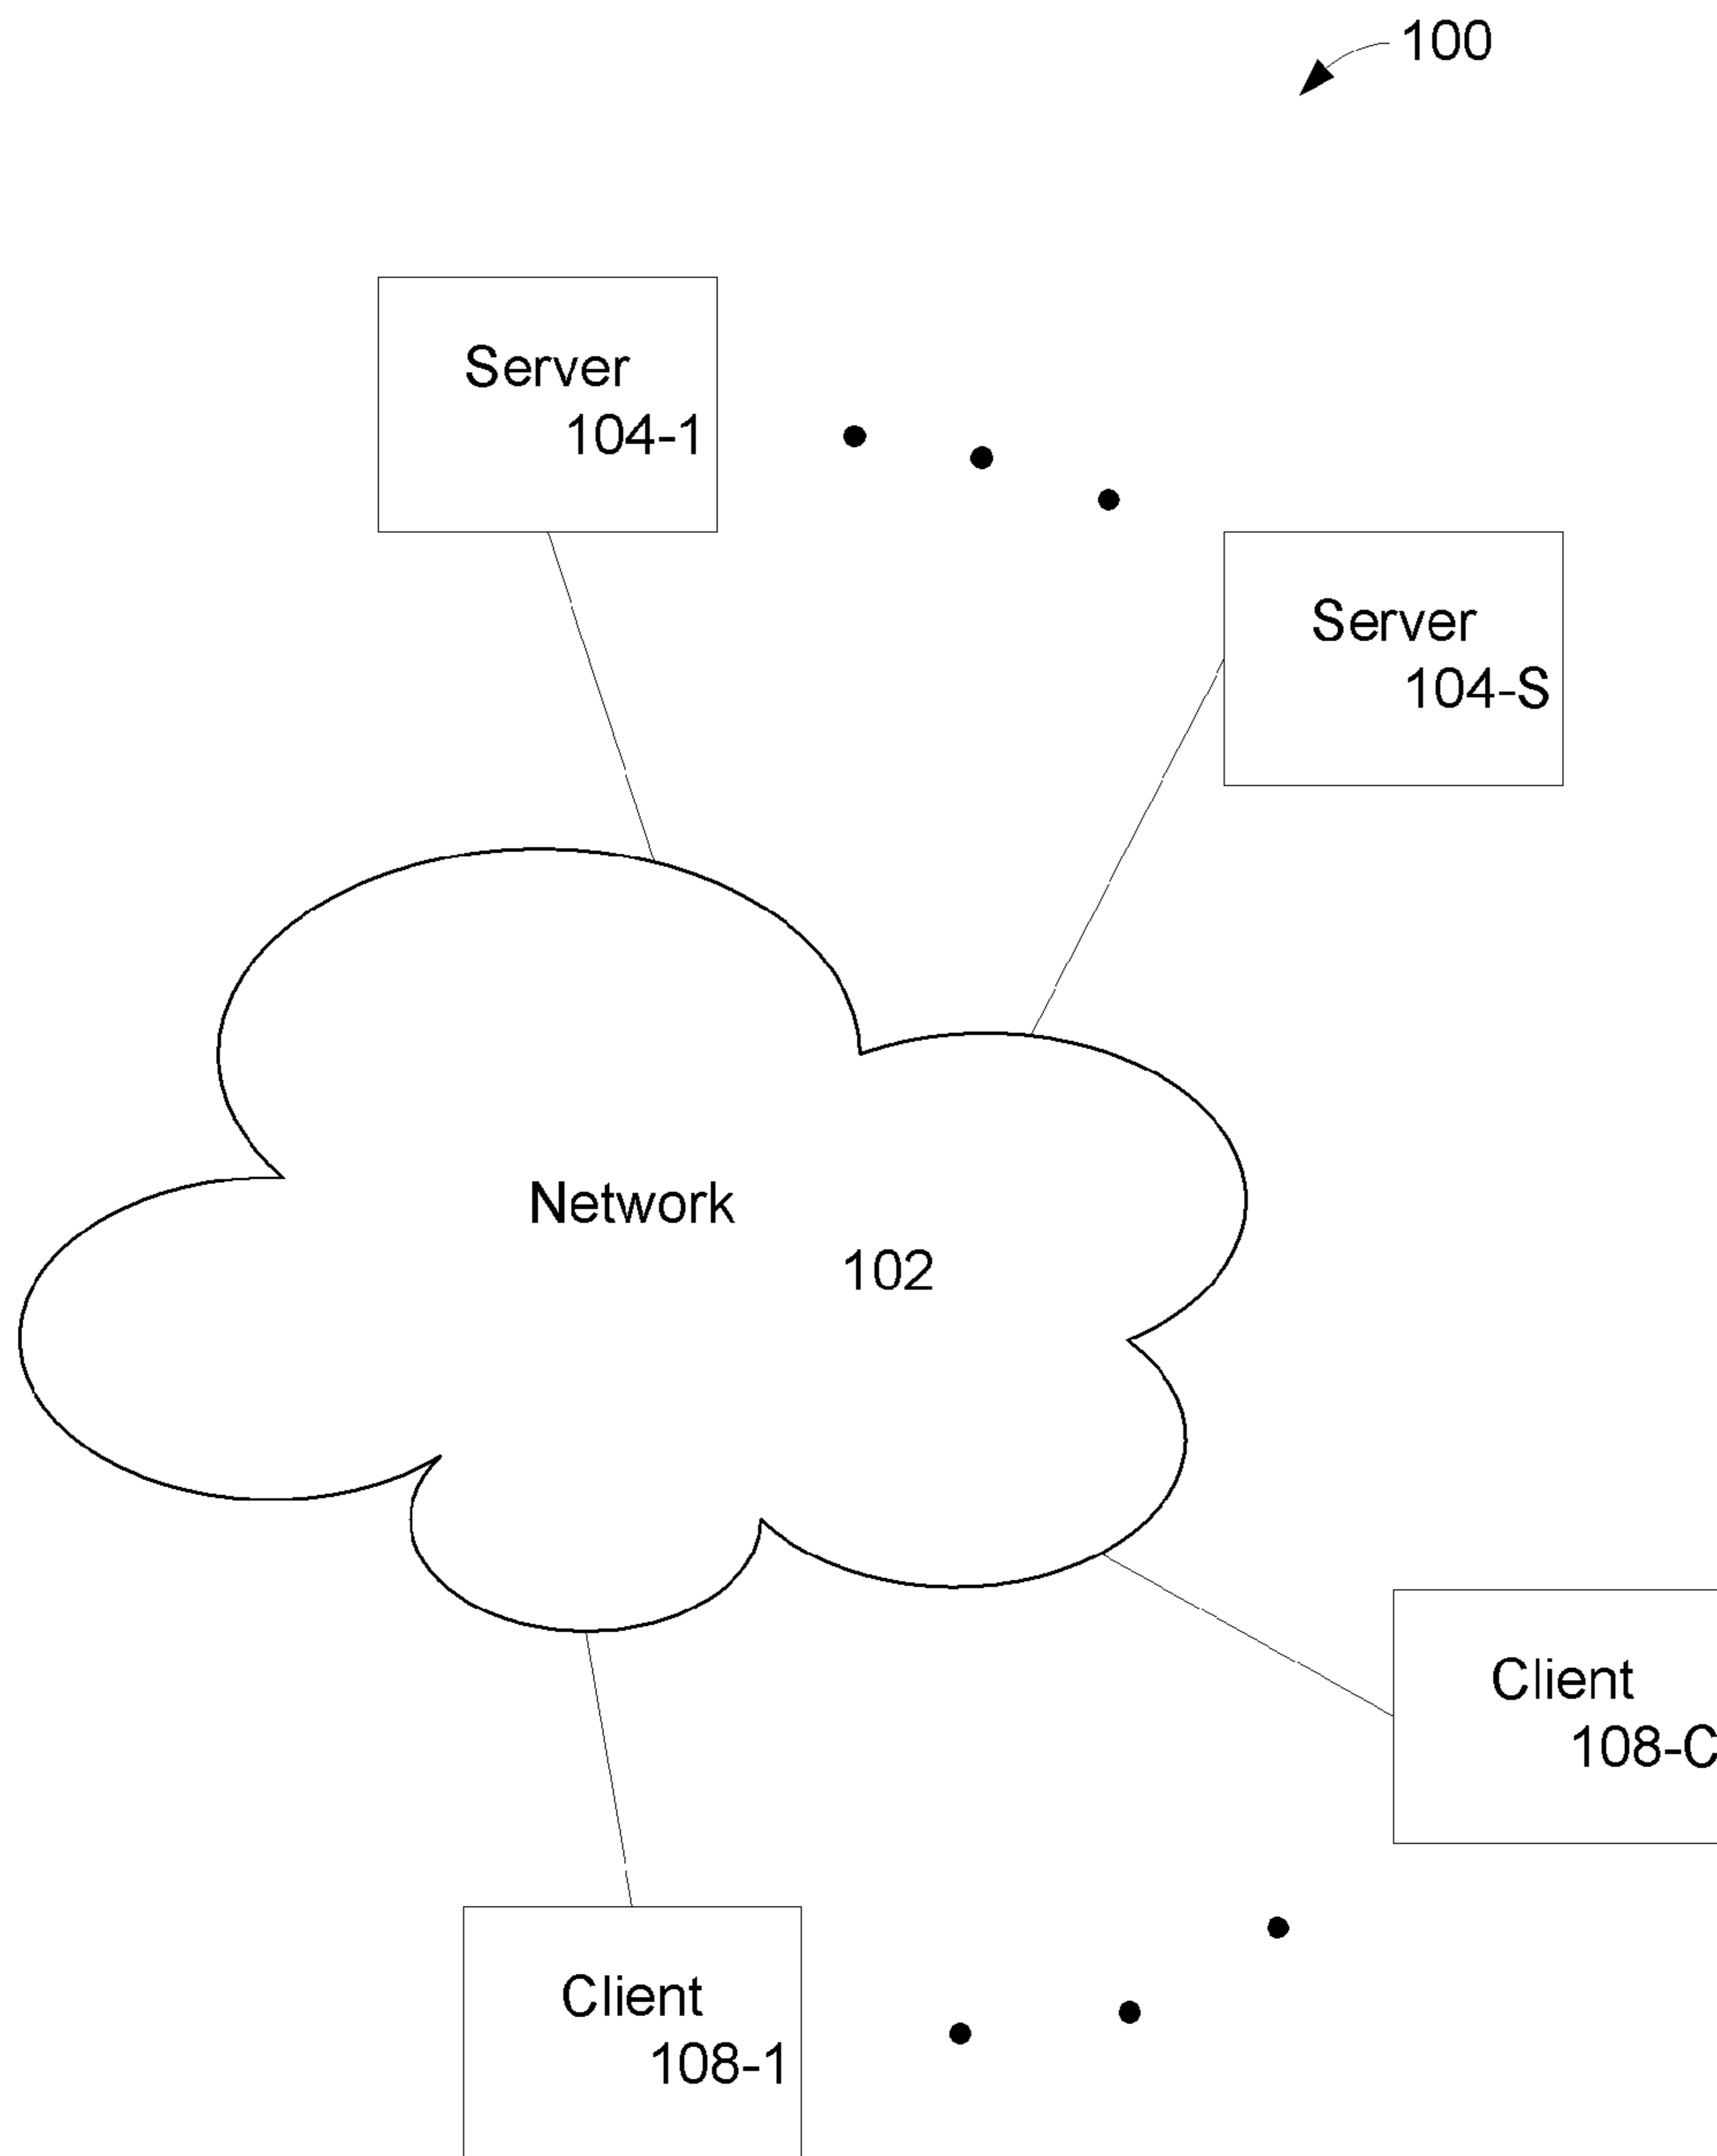 100
Server
104-1
Server
104-S
Network
102
Client
108-C
Client
108-1